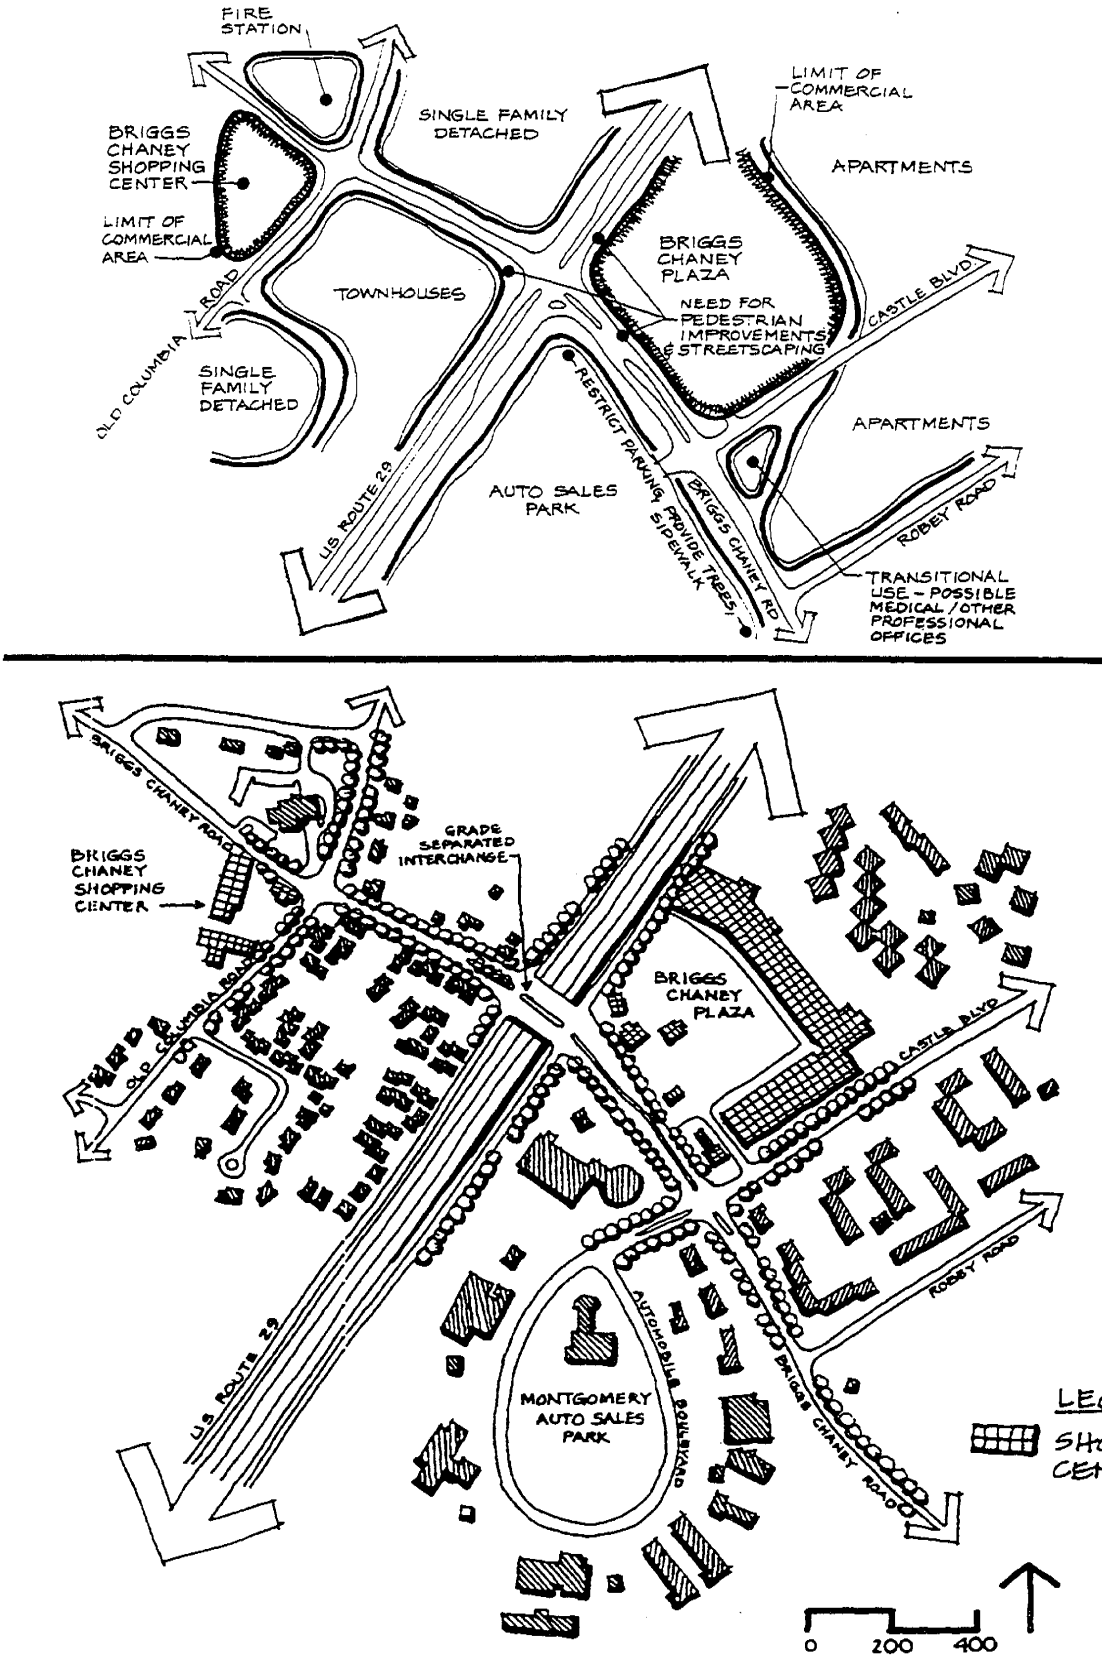 FIRE
STATION
SINGLE FAMILY
DETACHED
LIMIT OF
COMMERCIAL
AREA
BRIGGS
CHANEY
SHOPPING
CENTER
APARTMENTS
LIMIT OF
COMMERCIAL
AREA
BRIGGS
CHANEY
PLAZA
OLD COLUMBIA ROAD
TOWNHOUSES
CASTLE BLVD.
NEED FOR
PEDESTRIAN
IMPROVEMENTS
& STREETSCAPING
SINGLE
FAMILY
DETACHED
RESTRICT PARKING, PROVIDE TREES,
SIDEWALK
APARTMENTS
US ROUTE 29
AUTO SALES
PARK
BRIGGS CHANEY RD
ROBEY ROAD
TRANSITIONAL
USE - POSSIBLE
MEDICAL / OTHER
PROFESSIONAL
OFFICES
BRIGGS CHANEY ROAD
GRADE
SEPARATED
INTERCHANGE
BRIGGS
CHANEY
SHOPPING
CENTER
BRIGGS
CHANEY
PLAZA
OLD COLUMBIA ROAD
CASTLE BLVD
ROBEY ROAD
US ROUTE 29
AUTOMOBILE BOULEVARD
MONTGOMERY
AUTO SALES
PARK
BRIGGS CHANEY ROAD
LE
SHO
CE
0 200 400